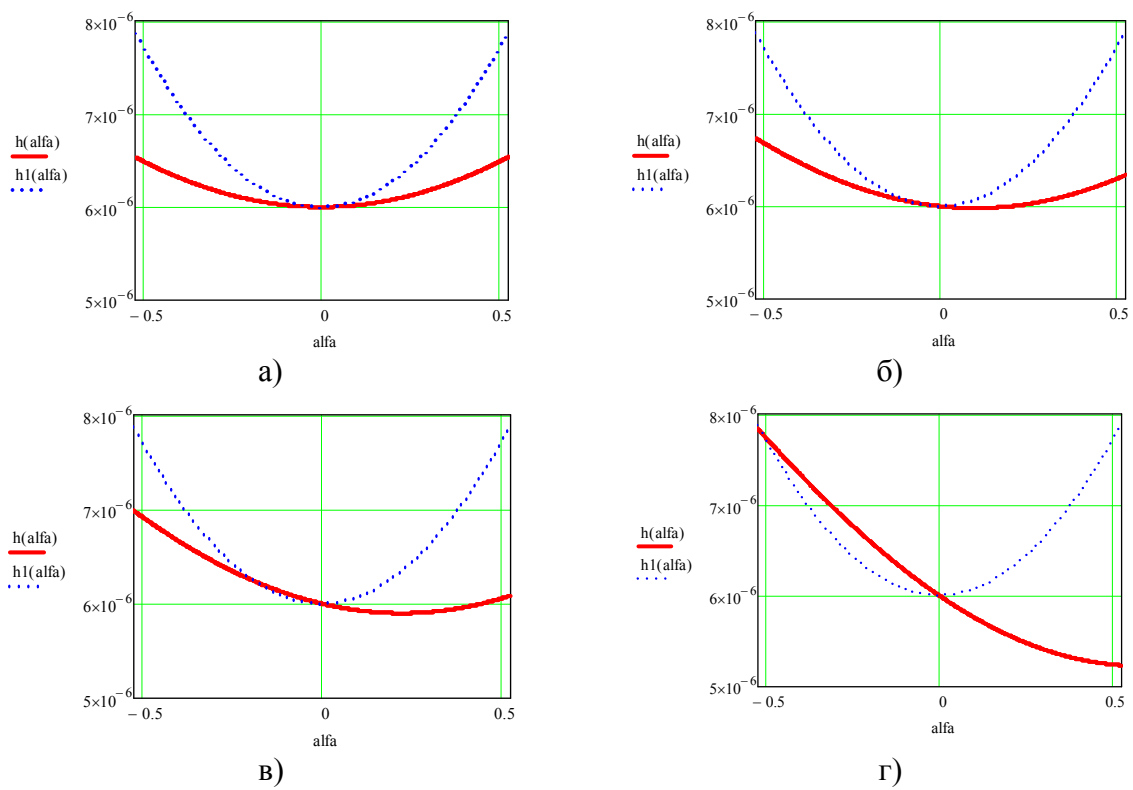 8×10⁻⁶
7×10⁻⁶
6×10⁻⁶
5×10⁻⁶
h(alfa)
h1(alfa)
− 0.5
0
0.5
alfa
а)
8×10⁻⁶
7×10⁻⁶
6×10⁻⁶
5×10⁻⁶
h(alfa)
h1(alfa)
− 0.5
0
0.5
alfa
б)
8×10⁻⁶
7×10⁻⁶
6×10⁻⁶
5×10⁻⁶
h(alfa)
h1(alfa)
− 0.5
0
0.5
alfa
в)
8×10⁻⁶
7×10⁻⁶
6×10⁻⁶
5×10⁻⁶
h(alfa)
h1(alfa)
− 0.5
0
0.5
alfa
г)